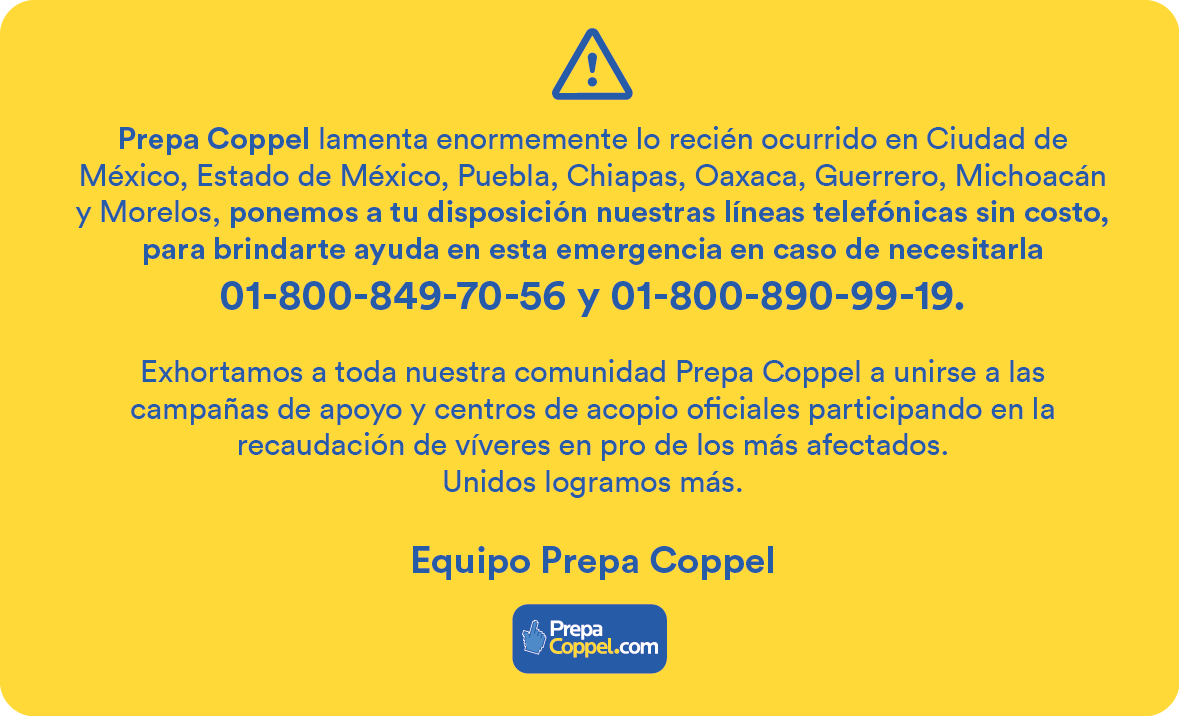 Prepa Coppel lamenta enormemente lo recién ocurrido en Ciudad de
México, Estado de México, Puebla, Chiapas, Oaxaca, Guerrero, Michoacán
y Morelos, ponemos a tu disposición nuestras líneas telefónicas sin costo,
para brindarte ayuda en esta emergencia en caso de necesitarla
01-800-849-70-56 y 01-800-890-99-19.
Exhortamos a toda nuestra comunidad Prepa Coppel a unirse a las
campañas de apoyo y centros de acopio oficiales participando en la
recaudación de víveres en pro de los más afectados.
Unidos logramos más.
Equipo Prepa Coppel
Prepa
Coppel.com